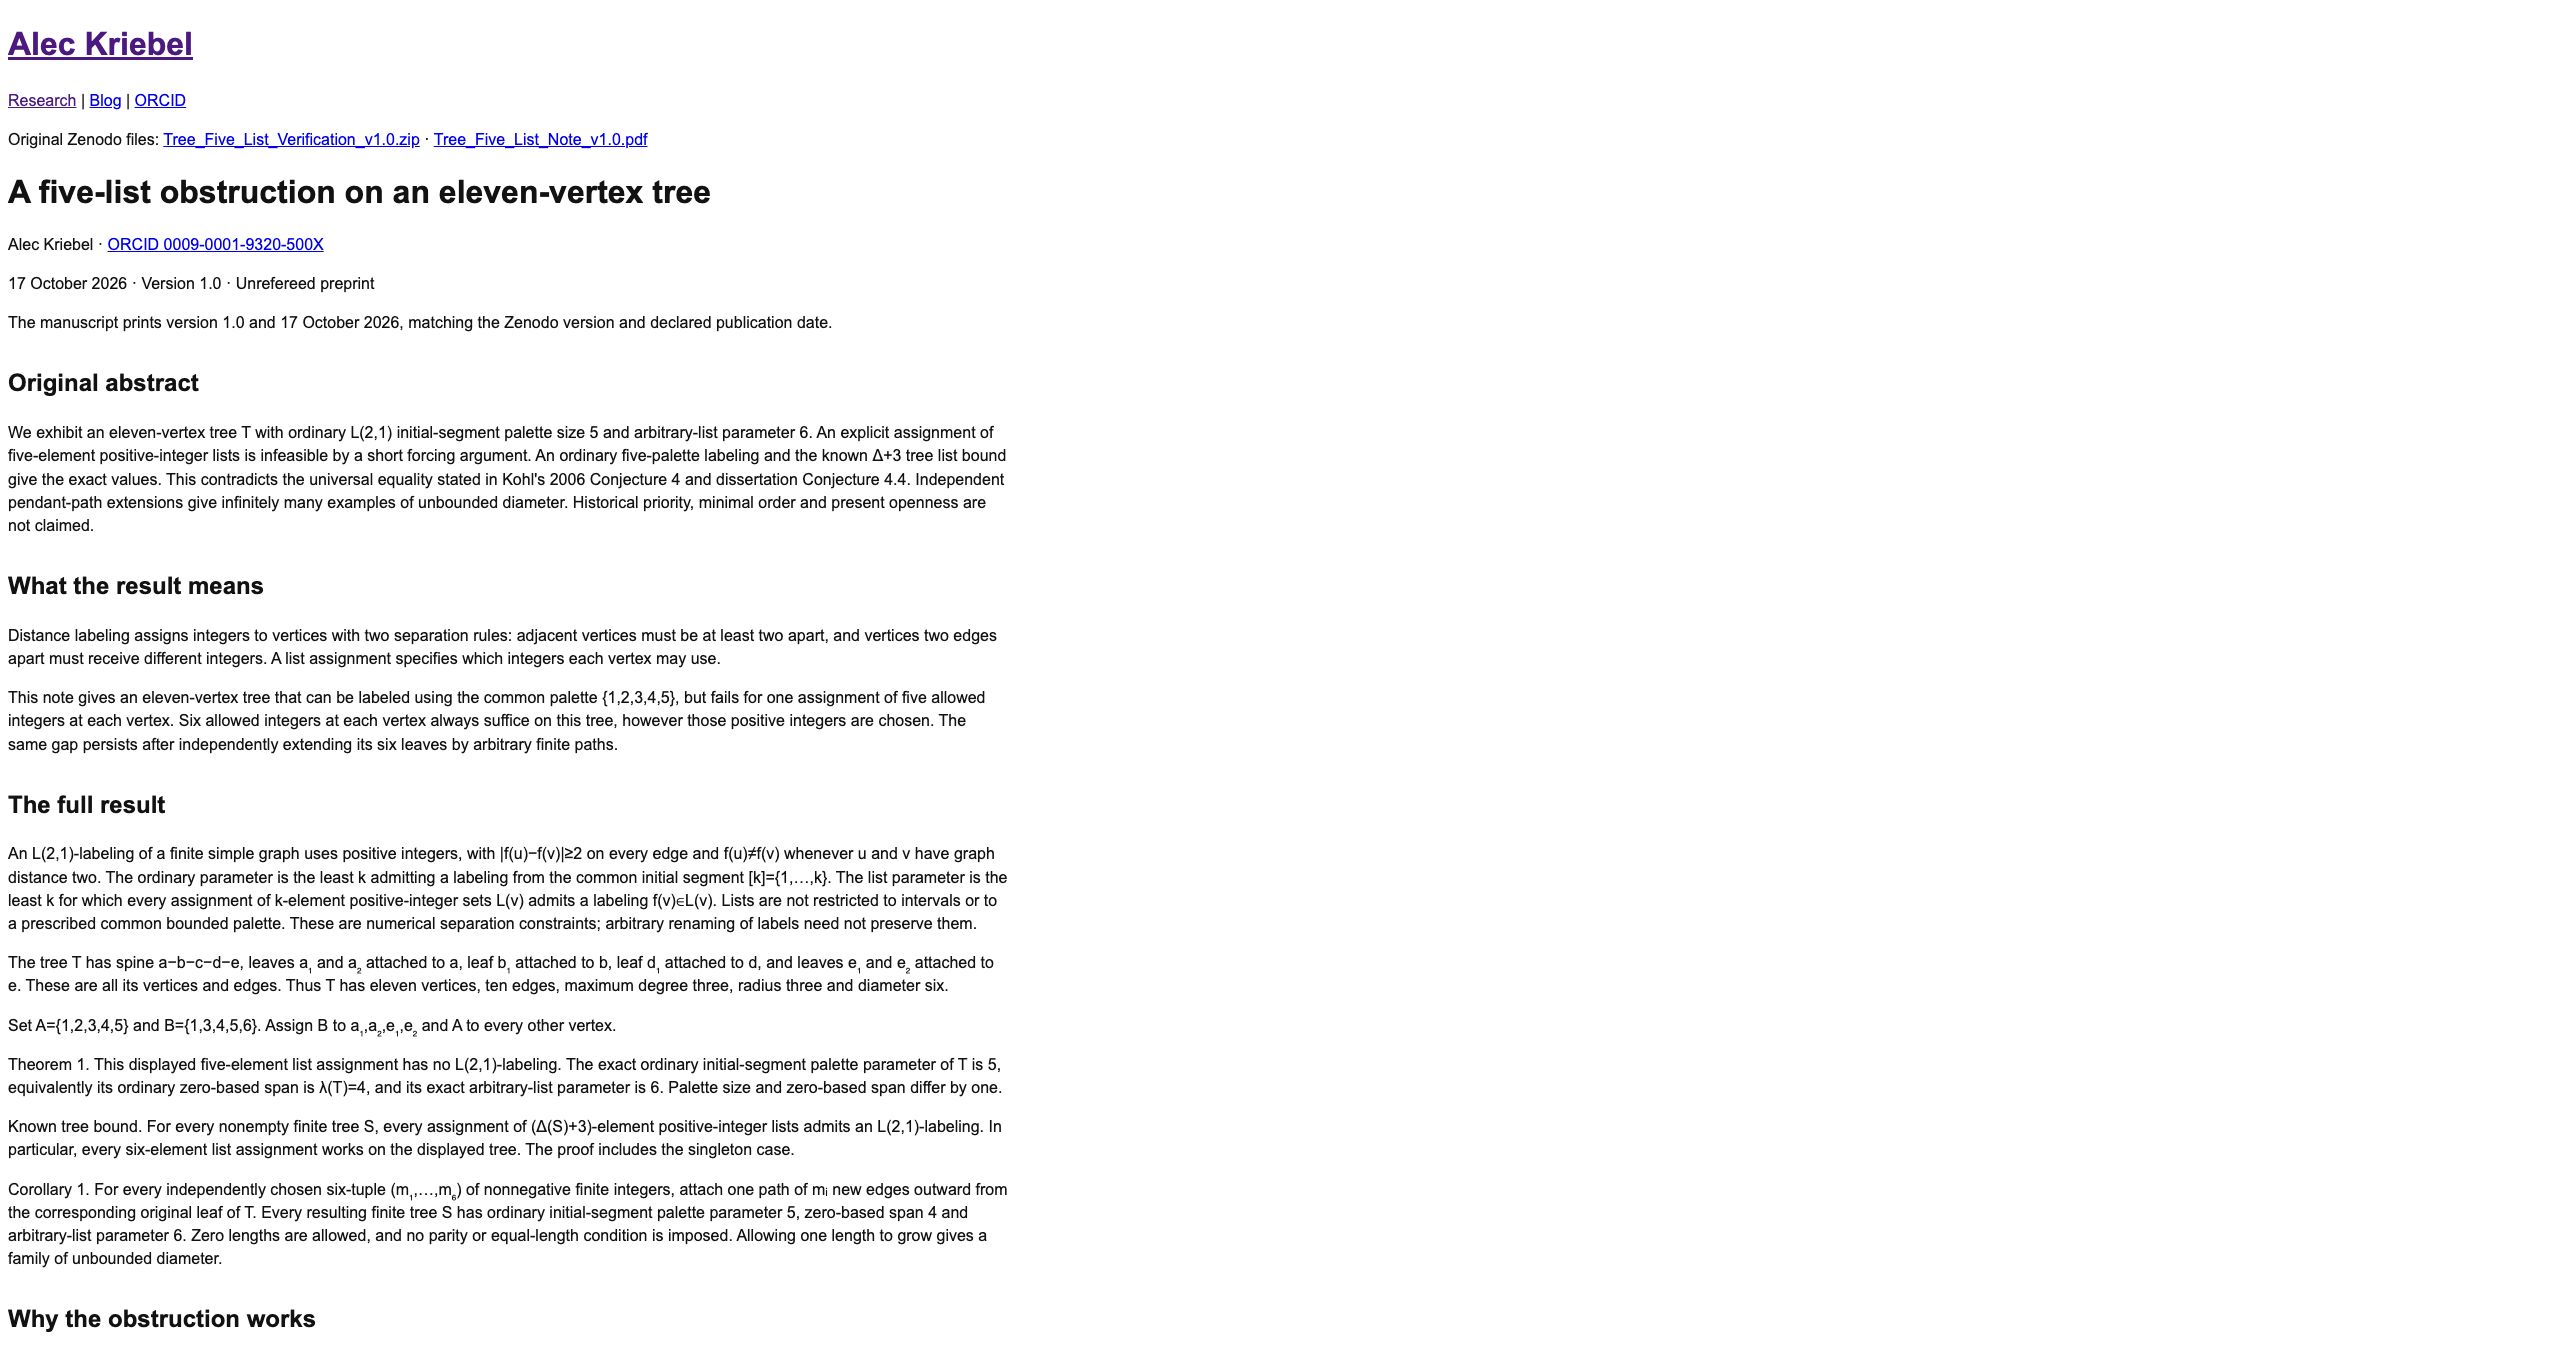 Alec Kriebel
Research | Blog | ORCID
Original Zenodo files: Tree_Five_List_Verification_v1.0.zip · Tree_Five_List_Note_v1.0.pdf
A five-list obstruction on an eleven-vertex tree
Alec Kriebel · ORCID 0009-0001-9320-500X
17 October 2026 · Version 1.0 · Unrefereed preprint
The manuscript prints version 1.0 and 17 October 2026, matching the Zenodo version and declared publication date.
Original abstract
We exhibit an eleven-vertex tree T with ordinary L(2,1) initial-segment palette size 5 and arbitrary-list parameter 6. An explicit assignment of
five-element positive-integer lists is infeasible by a short forcing argument. An ordinary five-palette labeling and the known Δ+3 tree list bound
give the exact values. This contradicts the universal equality stated in Kohl's 2006 Conjecture 4 and dissertation Conjecture 4.4. Independent
pendant-path extensions give infinitely many examples of unbounded diameter. Historical priority, minimal order and present openness are
not claimed.
What the result means
Distance labeling assigns integers to vertices with two separation rules: adjacent vertices must be at least two apart, and vertices two edges
apart must receive different integers. A list assignment specifies which integers each vertex may use.
This note gives an eleven-vertex tree that can be labeled using the common palette {1,2,3,4,5}, but fails for one assignment of five allowed
integers at each vertex. Six allowed integers at each vertex always suffice on this tree, however those positive integers are chosen. The
same gap persists after independently extending its six leaves by arbitrary finite paths.
The full result
An L(2,1)-labeling of a finite simple graph uses positive integers, with |f(u)−f(v)|≥2 on every edge and f(u)≠f(v) whenever u and v have graph
distance two. The ordinary parameter is the least k admitting a labeling from the common initial segment [k]={1,…,k}. The list parameter is the
least k for which every assignment of k-element positive-integer sets L(v) admits a labeling f(v)∈L(v). Lists are not restricted to intervals or to
a prescribed common bounded palette. These are numerical separation constraints; arbitrary renaming of labels need not preserve them.
The tree T has spine a−b−c−d−e, leaves a₁ and a₂ attached to a, leaf b₁ attached to b, leaf d₁ attached to d, and leaves e₁ and e₂ attached to
e. These are all its vertices and edges. Thus T has eleven vertices, ten edges, maximum degree three, radius three and diameter six.
Set A={1,2,3,4,5} and B={1,3,4,5,6}. Assign B to a₁,a₂,e₁,e₂ and A to every other vertex.
Theorem 1. This displayed five-element list assignment has no L(2,1)-labeling. The exact ordinary initial-segment palette parameter of T is 5,
equivalently its ordinary zero-based span is λ(T)=4, and its exact arbitrary-list parameter is 6. Palette size and zero-based span differ by one.
Known tree bound. For every nonempty finite tree S, every assignment of (Δ(S)+3)-element positive-integer lists admits an L(2,1)-labeling. In
particular, every six-element list assignment works on the displayed tree. The proof includes the singleton case.
Corollary 1. For every independently chosen six-tuple (m₁,…,m₆) of nonnegative finite integers, attach one path of mᵢ new edges outward from
the corresponding original leaf of T. Every resulting finite tree S has ordinary initial-segment palette parameter 5, zero-based span 4 and
arbitrary-list parameter 6. Zero lengths are allowed, and no parity or equal-length condition is imposed. Allowing one length to grow gives a
family of unbounded diameter.
Why the obstruction works